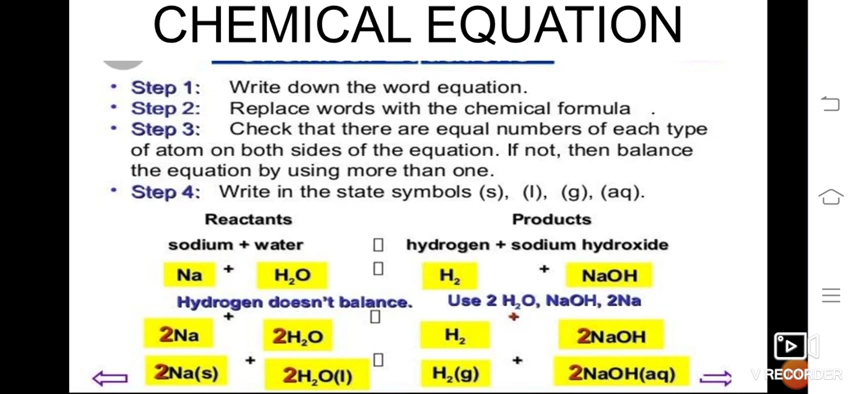 CHEMICAL EQUATION
• Step 1: Write down the word equation.
• Step 2: Replace words with the chemical formula .
• Step 3: Check that there are equal numbers of each type
of atom on both sides of the equation. If not, then balance
the equation by using more than one.
• Step 4: Write in the state symbols (s), (l), (g), (aq).
Reactants Products
sodium + water ▯ hydrogen + sodium hydroxide
Na + H₂O ▯ H₂ + NaOH
Hydrogen doesn't balance. Use 2 H₂O, NaOH, 2Na
2Na + 2H₂O ▯ H₂ + 2NaOH
2Na(s) + 2H₂O(l) ▯ H₂(g) + 2NaOH(aq)
V RECORDER